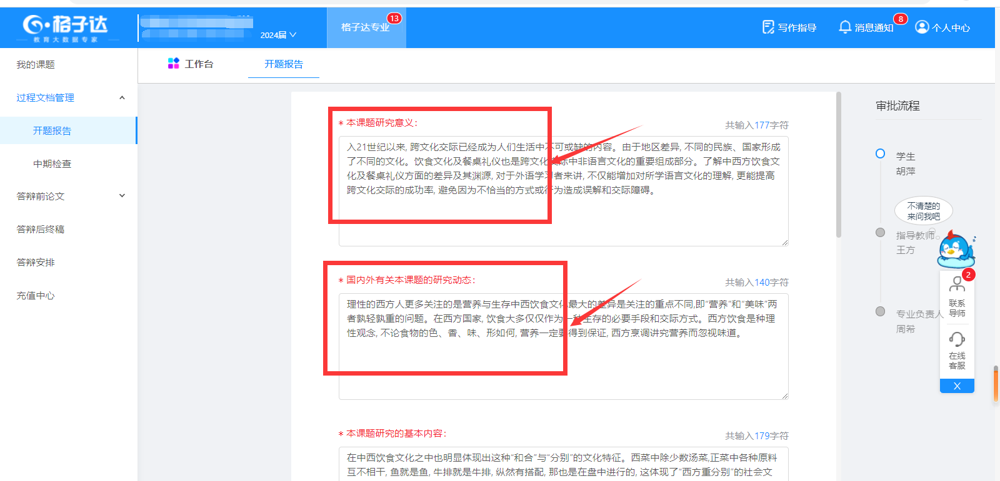 格子达
教育大数据专家
2024届
格子达专业
13
写作指导
消息通知
8
个人中心
我的课题
过程文档管理
开题报告
中期检查
答辩前论文
答辩后终稿
答辩安排
充值中心
工作台
开题报告
* 本课题研究意义：
共输入177字符
入21世纪以来, 跨文化交际已经成为人们生活中不可或缺的内容。由于地区差异, 不同的民族、国家形成
了不同的文化。饮食文化及餐桌礼仪也是跨文化交际中非语言文化的重要组成部分。了解中西方饮食文
化及餐桌礼仪方面的差异及其渊源, 对于外语学习者来讲, 不仅能增加对所学语言文化的理解, 更能提高
跨文化交际的成功率, 避免因为不恰当的方式或行为造成误解和交际障碍。
* 国内外有关本课题的研究动态：
共输入140字符
理性的西方人更多关注的是营养与生存中西饮食文化最大的差异是关注的重点不同,即“营养”和“美味”两
者孰轻孰重的问题。在西方国家, 饮食大多仅仅作为一种生存的必要手段和交际方式。西方饮食是种理
性观念, 不论食物的色、香、味、形如何, 营养一定要得到保证, 西方烹调讲究营养而忽视味道。
* 本课题研究的基本内容：
共输入179字符
在中西饮食文化之中也明显体现出这种“和合”与“分别”的文化特征。西菜中除少数汤菜,正菜中各种原料
互不相干, 鱼就是鱼, 牛排就是牛排, 纵然有搭配, 那也是在盘中进行的, 这体现了“西方重分别”的社会文
审批流程
学生
胡萍
不清楚的
来问我吧
指导教师
王方
专业负责人
周希
2
联系
导师
在线
客服
X